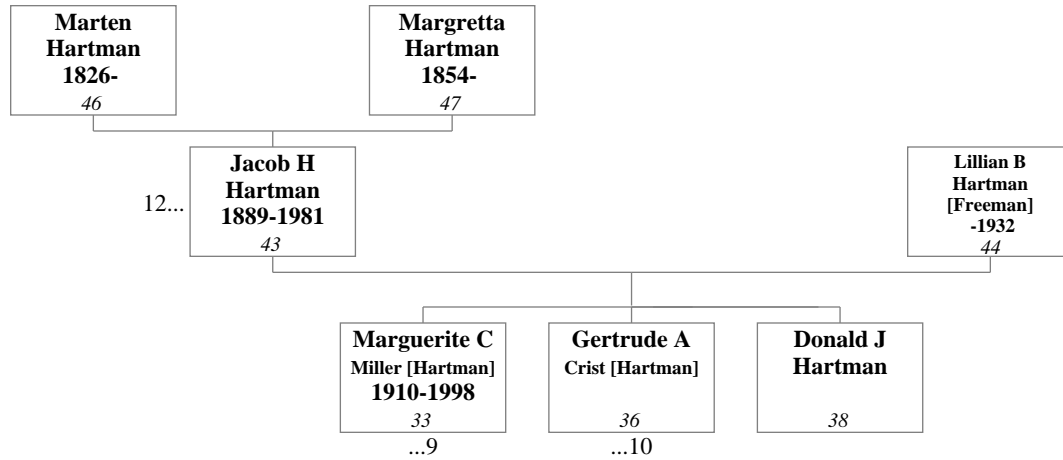 Marten
Hartman
1826-
46
Margretta
Hartman
1854-
47
12...
Jacob H
Hartman
1889-1981
43
Lillian B
Hartman
[Freeman]
-1932
44
Marguerite C
Miller [Hartman]
1910-1998
33
...9
Gertrude A
Crist [Hartman]
36
...10
Donald J
Hartman
38